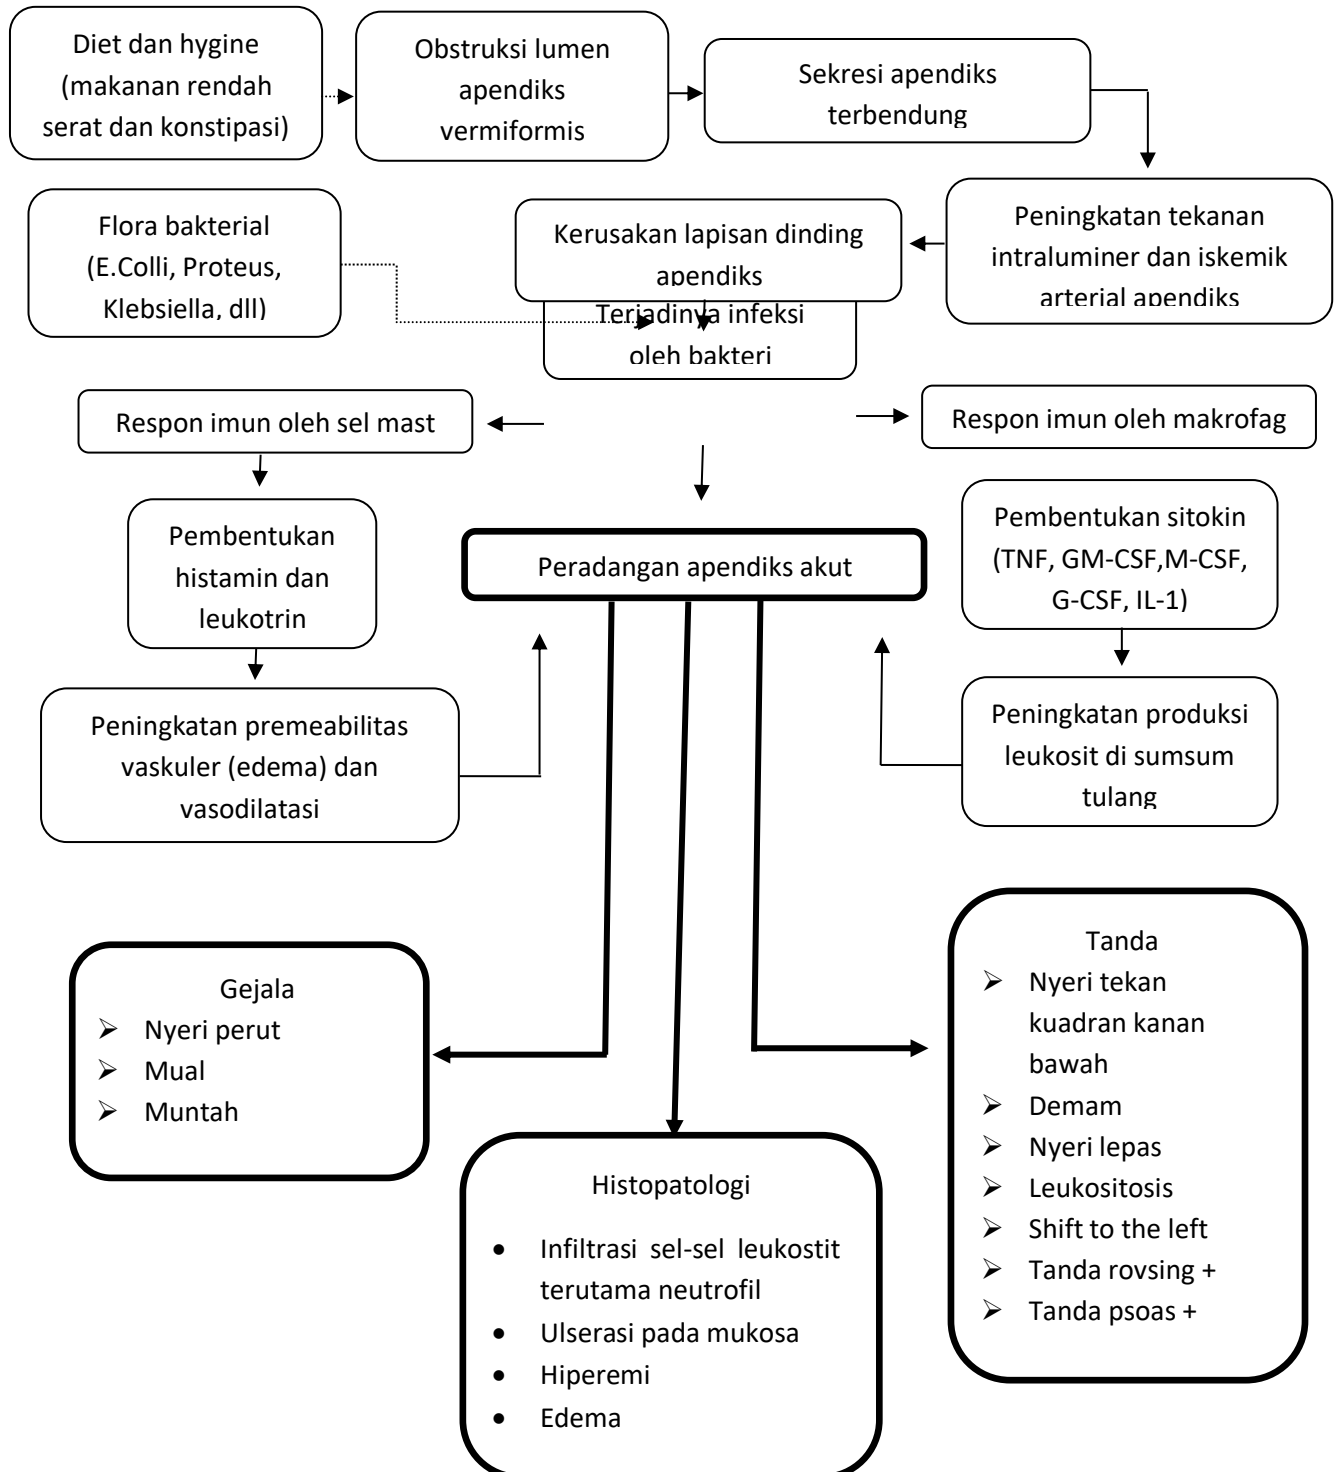 Diet dan hygine
(makanan rendah
serat dan konstipasi)
Obstruksi lumen
apendiks
vermiformis
Sekresi apendiks
terbendung
Flora bakterial
(E.Colli, Proteus,
Klebsiella, dll)
Kerusakan lapisan dinding
apendiks
Peningkatan tekanan
intraluminer dan iskemik
arterial apendiks
Terjadinya infeksi
oleh bakteri
Respon imun oleh sel mast
Respon imun oleh makrofag
Pembentukan
histamin dan
leukotrin
Peradangan apendiks akut
Pembentukan sitokin
(TNF, GM-CSF,M-CSF,
G-CSF, IL-1)
Peningkatan premeabilitas
vaskuler (edema) dan
vasodilatasi
Peningkatan produksi
leukosit di sumsum
tulang
Gejala
➢ Nyeri perut
➢ Mual
➢ Muntah
Histopatologi
• Infiltrasi sel-sel leukostit
terutama neutrofil
• Ulserasi pada mukosa
• Hiperemi
• Edema
Tanda
➢ Nyeri tekan
kuadran kanan
bawah
➢ Demam
➢ Nyeri lepas
➢ Leukositosis
➢ Shift to the left
➢ Tanda rovsing +
➢ Tanda psoas +